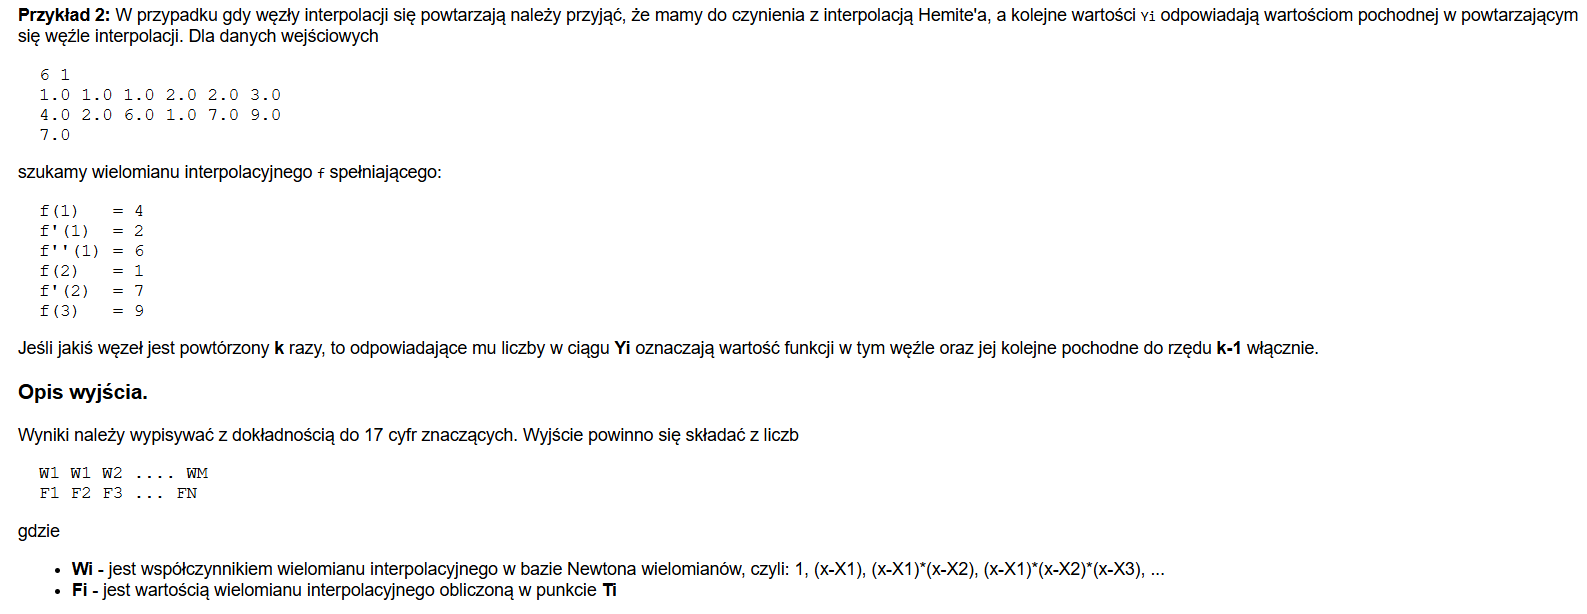 Przykład 2: W przypadku gdy węzły interpolacji się powtarzają należy przyjąć, że mamy do czynienia z interpolacją Hemite'a, a kolejne wartości Yi odpowiadają wartościom pochodnej w powtarzającym
się węźle interpolacji. Dla danych wejściowych
6 1
1.0 1.0 1.0 2.0 2.0 3.0
4.0 2.0 6.0 1.0 7.0 9.0
7.0
szukamy wielomianu interpolacyjnego f spełniającego:
f(1) = 4
f'(1) = 2
f''(1) = 6
f(2) = 1
f'(2) = 7
f(3) = 9
Jeśli jakiś węzeł jest powtórzony k razy, to odpowiadające mu liczby w ciągu Yi oznaczają wartość funkcji w tym węźle oraz jej kolejne pochodne do rzędu k-1 włącznie.
Opis wyjścia.
Wyniki należy wypisywać z dokładnością do 17 cyfr znaczących. Wyjście powinno się składać z liczb
W1 W1 W2 .... WM
F1 F2 F3 ... FN
gdzie
• Wi - jest współczynnikiem wielomianu interpolacyjnego w bazie Newtona wielomianów, czyli: 1, (x-X1), (x-X1)*(x-X2), (x-X1)*(x-X2)*(x-X3), ...
• Fi - jest wartością wielomianu interpolacyjnego obliczoną w punkcie Ti